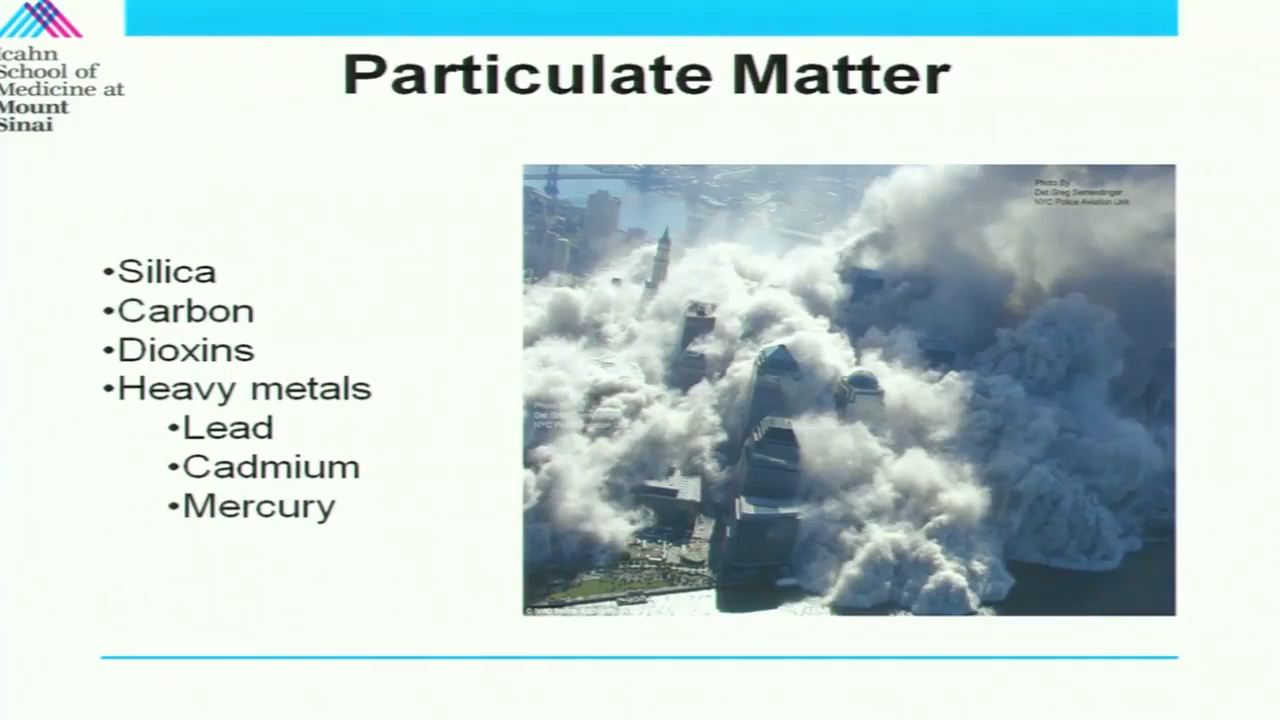 Icahn
School of
Medicine at
Mount
Sinai
Particulate Matter
•Silica
•Carbon
•Dioxins
•Heavy metals
•Lead
•Cadmium
•Mercury
Photo By
Det Greg Semendinger
NYC Police Aviation Unit